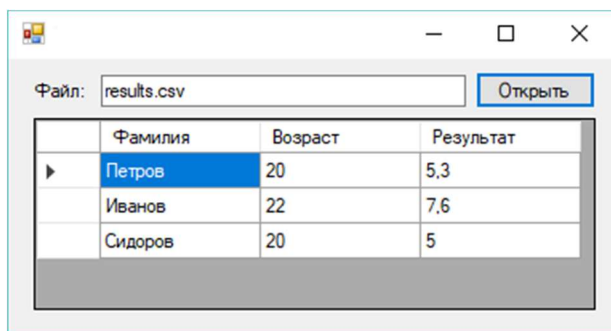 Файл: results.csv Открыть
Фамилия Возраст Результат
Петров 20 5,3
Иванов 22 7,6
Сидоров 20 5